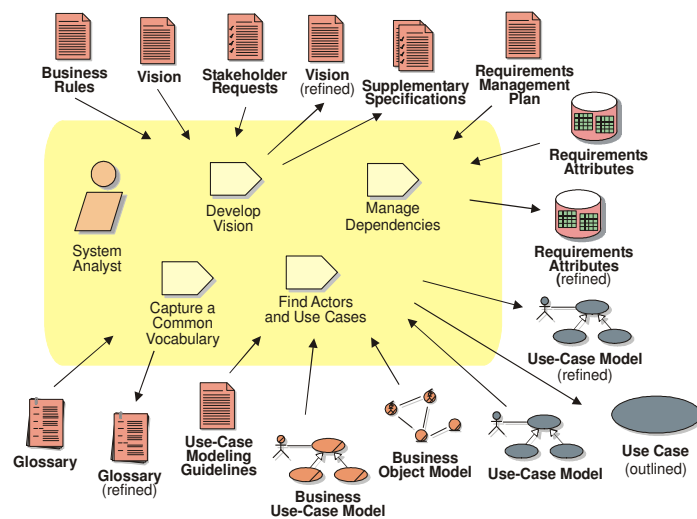 Business
Rules
Vision
Stakeholder
Requests
Vision
(refined)
Supplementary
Specifications
Requirements
Management
Plan
Requirements
Attributes
Requirements
Attributes
(refined)
System
Analyst
Develop
Vision
Manage
Dependencies
Capture a
Common
Vocabulary
Find Actors
and Use Cases
Use-Case Model
(refined)
Glossary
Glossary
(refined)
Use-Case
Modeling
Guidelines
Business
Use-Case Model
Business
Object Model
Use-Case Model
Use Case
(outlined)